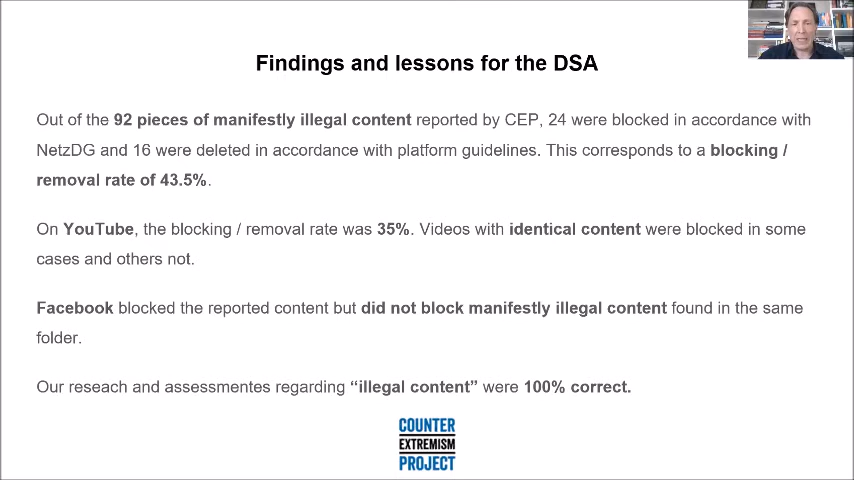 Findings and lessons for the DSA
Out of the 92 pieces of manifestly illegal content reported by CEP, 24 were blocked in accordance with
NetzDG and 16 were deleted in accordance with platform guidelines. This corresponds to a blocking /
removal rate of 43.5%.
On YouTube, the blocking / removal rate was 35%. Videos with identical content were blocked in some
cases and others not.
Facebook blocked the reported content but did not block manifestly illegal content found in the same
folder.
Our reseach and assessmentes regarding “illegal content” were 100% correct.
COUNTER
EXTREMISM
PROJECT